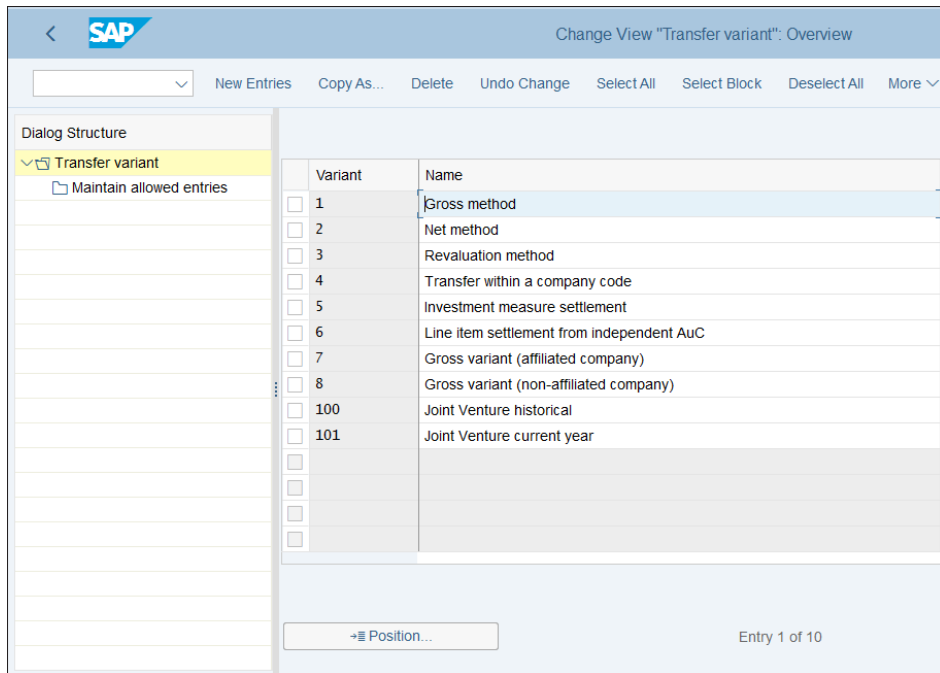 SAP
Change View "Transfer variant": Overview
New Entries Copy As... Delete Undo Change Select All Select Block Deselect All More
Dialog Structure
Transfer variant
Maintain allowed entries
Variant Name
1 Gross method
2 Net method
3 Revaluation method
4 Transfer within a company code
5 Investment measure settlement
6 Line item settlement from independent AuC
7 Gross variant (affiliated company)
8 Gross variant (non-affiliated company)
100 Joint Venture historical
101 Joint Venture current year
Position... Entry 1 of 10